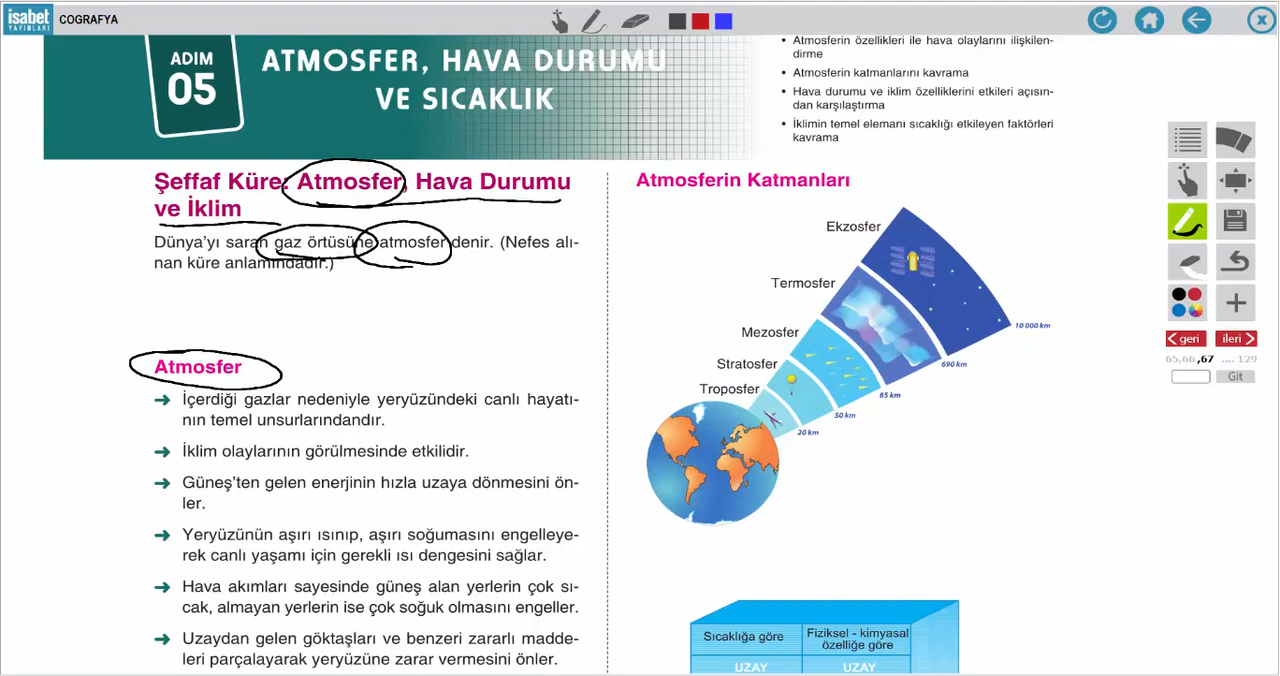 isabet
YAYINLARI
COGRAFYA
ADIM
05
ATMOSFER, HAVA DURUMU
VE SICAKLIK
• Atmosferin özellikleri ile hava olaylarını ilişkilen-
dirme
• Atmosferin katmanlarını kavrama
• Hava durumu ve iklim özelliklerini etkileri açısın-
dan karşılaştırma
• İklimin temel elemanı sıcaklığı etkileyen faktörleri
kavrama
Şeffaf Küre: Atmosfer, Hava Durumu
ve İklim
Dünya'yı saran gaz örtüsüne atmosfer denir. (Nefes alı-
nan küre anlamındadır.)
Atmosfer
➔ İçerdiği gazlar nedeniyle yeryüzündeki canlı hayatı-
nın temel unsurlarındandır.
➔ İklim olaylarının görülmesinde etkilidir.
➔ Güneş'ten gelen enerjinin hızla uzaya dönmesini ön-
ler.
➔ Yeryüzünün aşırı ısınıp, aşırı soğumasını engelleye-
rek canlı yaşamı için gerekli ısı dengesini sağlar.
➔ Hava akımları sayesinde güneş alan yerlerin çok sı-
cak, almayan yerlerin ise çok soğuk olmasını engeller.
➔ Uzaydan gelen göktaşları ve benzeri zararlı madde-
leri parçalayarak yeryüzüne zarar vermesini önler.
Atmosferin Katmanları
Ekzosfer
Termosfer
Mezosfer
Stratosfer
Troposfer
10 000 km
690 km
85 km
50 km
20 km
Sıcaklığa göre
Fiziksel - kimyasal
özelliğe göre
UZAY
UZAY
geri
ileri
65,66,67 .... 129
Git